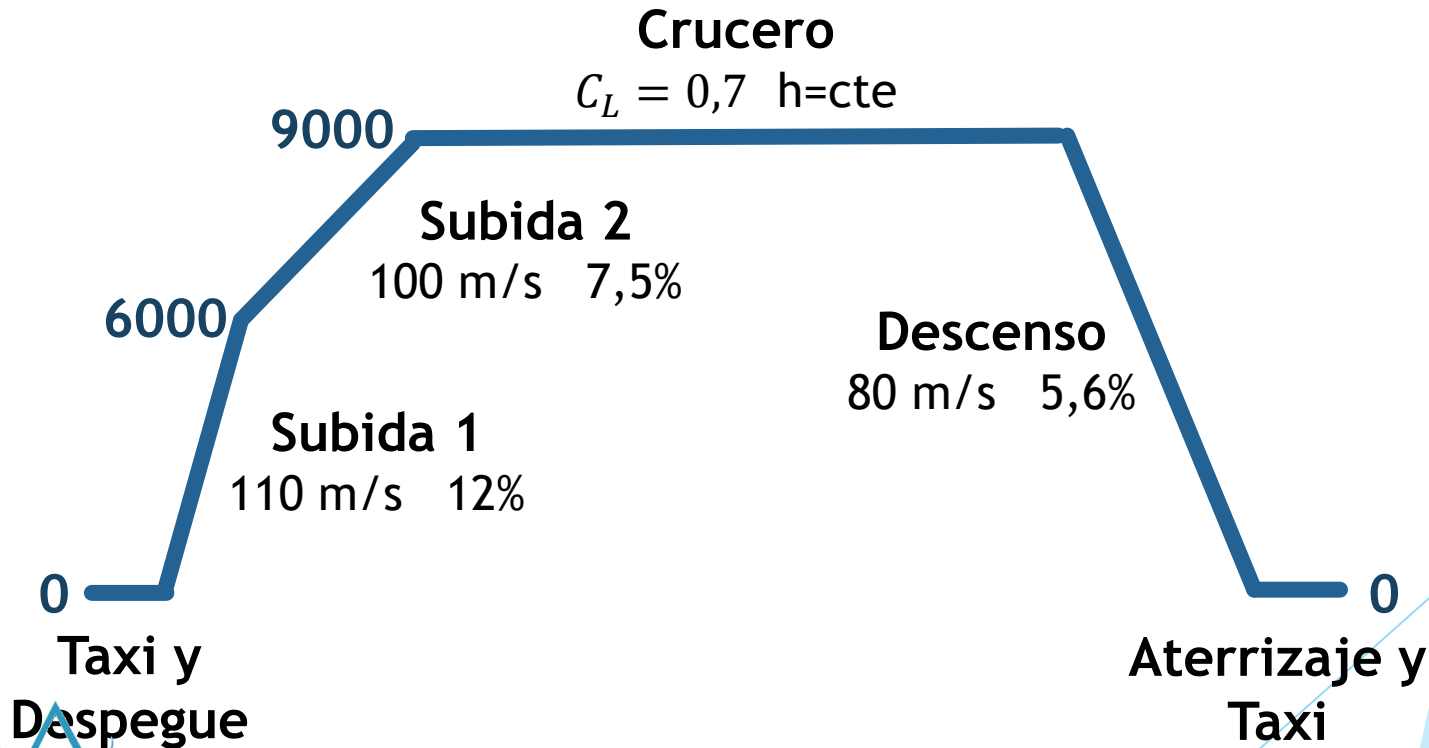 Crucero
C_L = 0,7 h=cte
9000
Subida 2
100 m/s 7,5%
6000
Descenso
80 m/s 5,6%
Subida 1
110 m/s 12%
0
0
Taxi y
Despegue
Aterrizaje y
Taxi